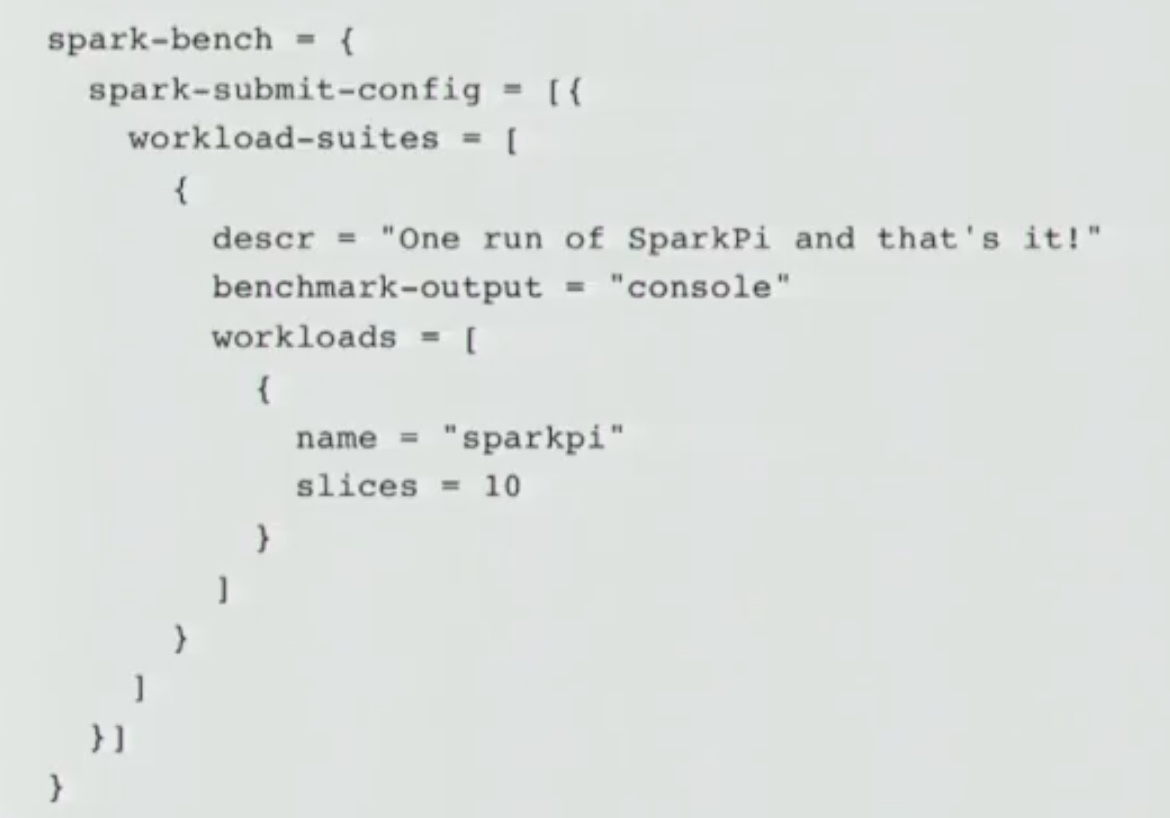 spark-bench = {
  spark-submit-config = [{
    workload-suites = [
      {
        descr = "One run of SparkPi and that's it!"
        benchmark-output = "console"
        workloads = [
          {
            name = "sparkpi"
            slices = 10
          }
        ]
      }
    ]
  }]
}